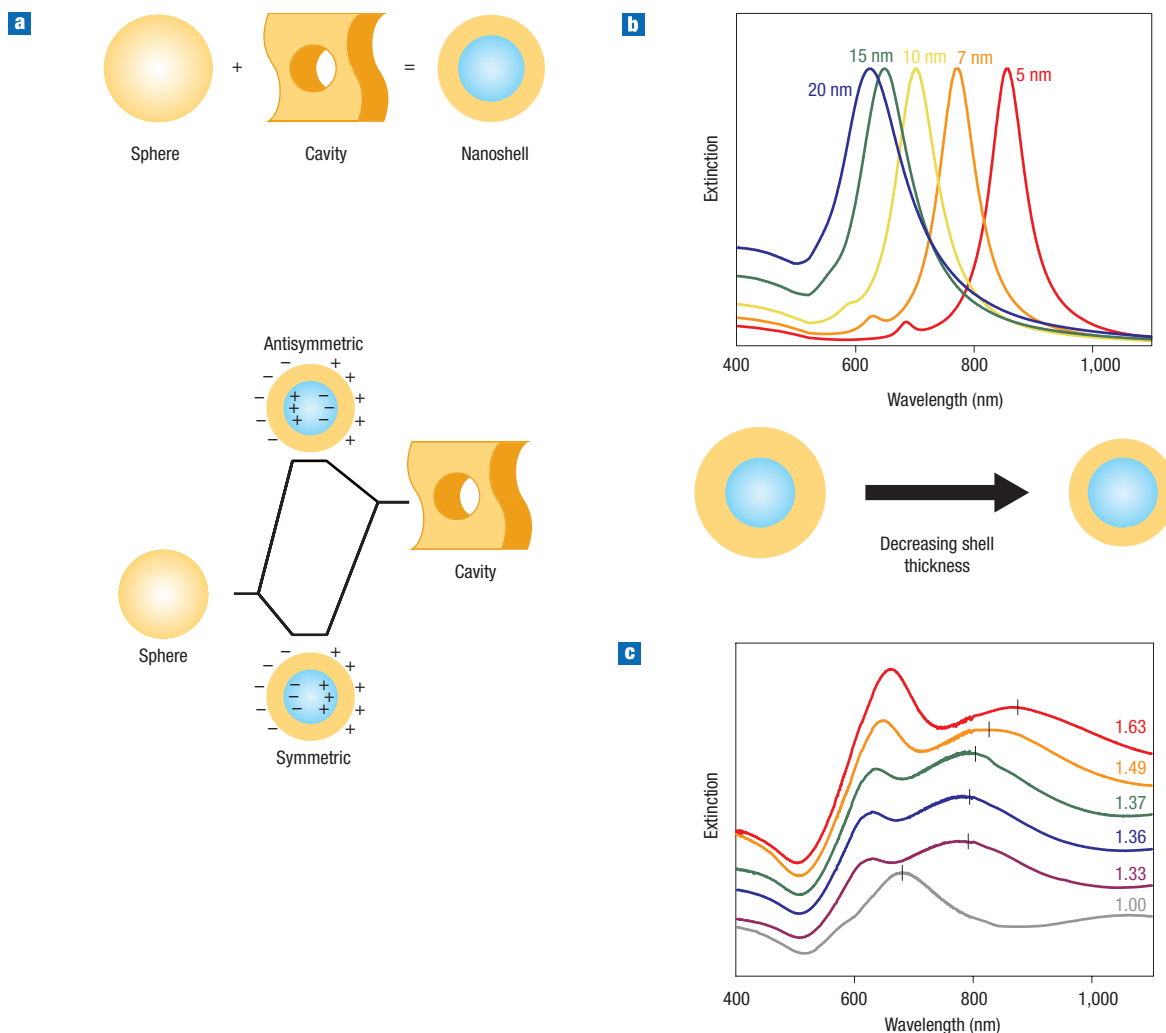 a
+
=
Sphere
Cavity
Nanoshell
Antisymmetric
− − − − − + + + + +
+ + + − − −
Cavity
Sphere
− − − − − + + + + +
− − − + + +
Symmetric
b
Extinction
20 nm
15 nm
10 nm
7 nm
5 nm
400
600
800
1,000
Wavelength (nm)
Decreasing shell
thickness
c
Extinction
1.63
1.49
1.37
1.36
1.33
1.00
400
600
800
1,000
Wavelength (nm)